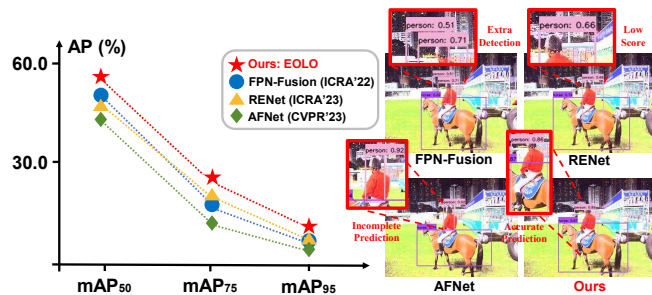 AP (%)
60.0
30.0
Ours: EOLO
FPN-Fusion (ICRA'22)
RENet (ICRA'23)
AFNet (CVPR'23)
mAP50
mAP75
mAP95
person: 0.51
person: 0.71
Extra
Detection
person: 0.66
Low
Score
FPN-Fusion
RENet
person: 0.92
person: 0.86
Incomplete
Prediction
Accurate
Prediction
AFNet
Ours